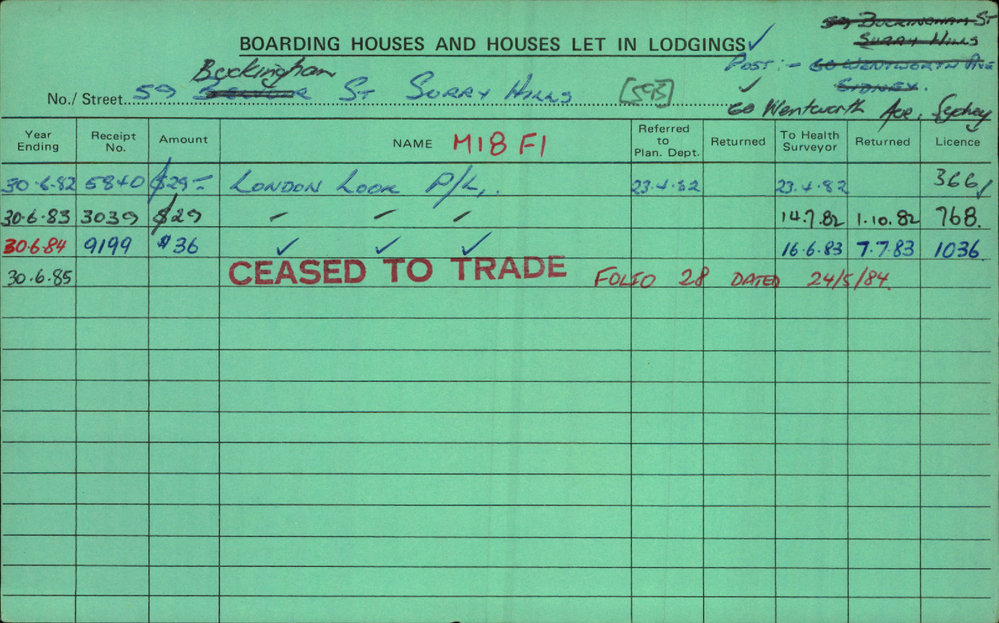 59 Buckingham St
Surry Hills
BOARDING HOUSES AND HOUSES LET IN LODGINGS ✓
Post:- 60 Wentworth Ave
Sydney.
Buckingham
No./Street 59 St Surry Hills [593]
✓ 60 Wentworth Ave, Sydney
Year Ending Receipt No. Amount NAME M18 F1 Referred to Plan. Dept. Returned To Health Surveyor Returned Licence
30.6.82 5840 $29- London Look P/L. 23.4.82 23.4.82 366
30.6.83 3039 $29 - - - 14.7.82 1.10.82 768.
30.6.84 9199 $36 ✓ ✓ ✓ 16.6.83 7.7.83 1036.
30.6.85 CEASED TO TRADE FOLIO 28 DATED 24/5/84.